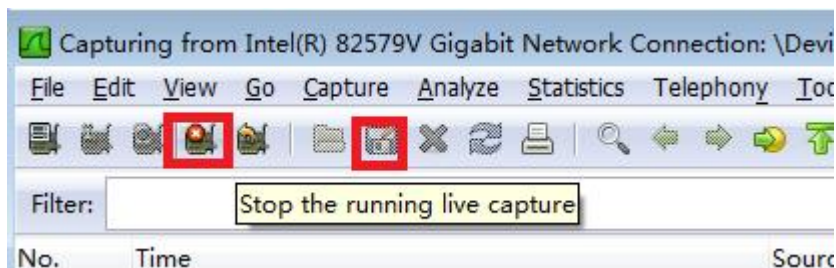 Capturing from Intel(R) 82579V Gigabit Network Connection: \Devi
File Edit View Go Capture Analyze Statistics Telephony Too
Filter:
Stop the running live capture
No. Time Sourc